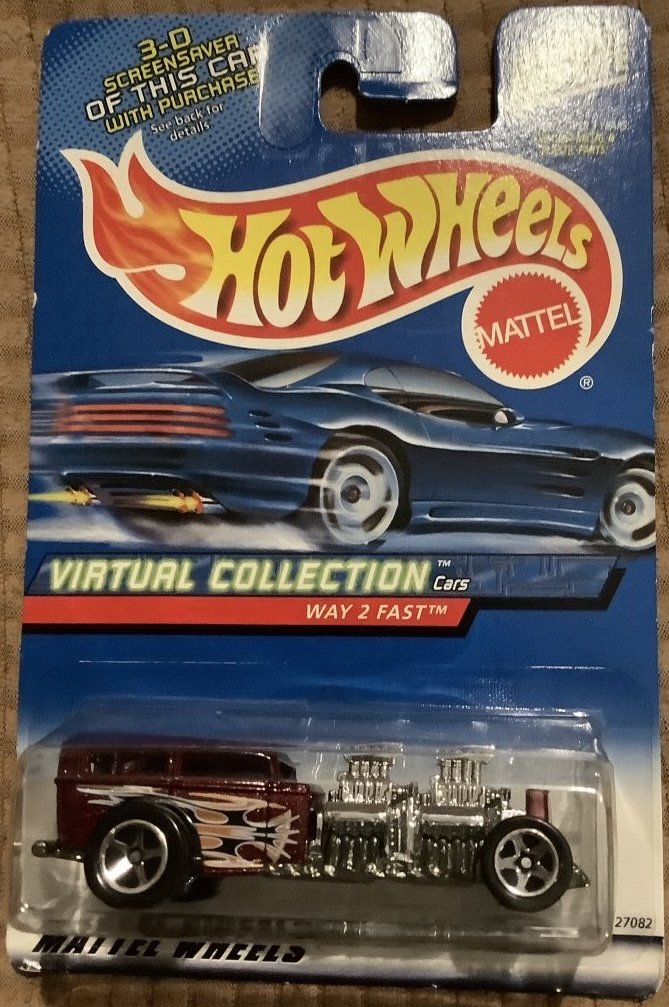 3-D
SCREENSAVER
OF THIS CAR
WITH PURCHASE
See back for
details
HOT WHEELS
MATTEL
®
VIRTUAL COLLECTION™
Cars
WAY 2 FAST™
27082
MATTEL WHEELS